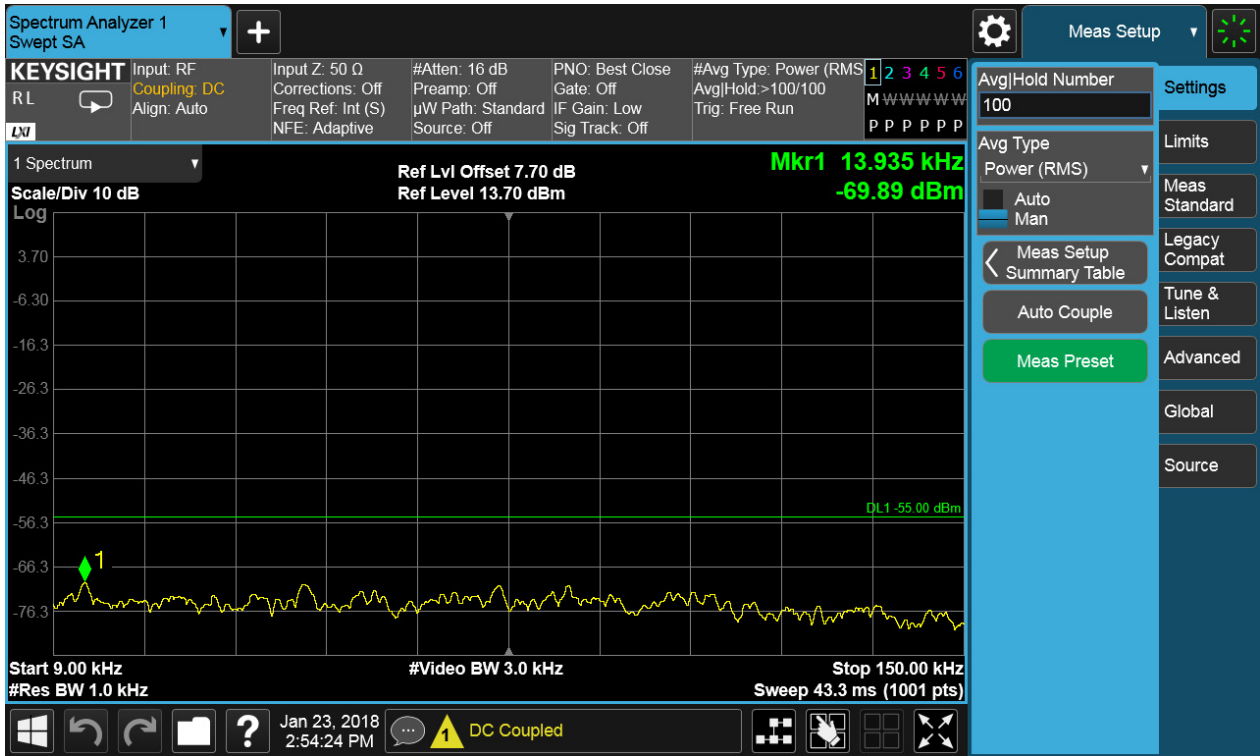 Spectrum Analyzer 1
Swept SA
+
Meas Setup
KEYSIGHT
RL
LXI
Input: RF
Coupling: DC
Align: Auto
Input Z: 50 Ω
Corrections: Off
Freq Ref: Int (S)
NFE: Adaptive
#Atten: 16 dB
Preamp: Off
µW Path: Standard
Source: Off
PNO: Best Close
Gate: Off
IF Gain: Low
Sig Track: Off
#Avg Type: Power (RMS
Avg|Hold:>100/100
Trig: Free Run
1 2 3 4 5 6
M W W W W W
P P P P P P
1 Spectrum
Scale/Div 10 dB
Ref Lvl Offset 7.70 dB
Ref Level 13.70 dBm
Mkr1 13.935 kHz
-69.89 dBm
Log
3.70
-6.30
-16.3
-26.3
-36.3
-46.3
-56.3
-66.3
-76.3
DL1 -55.00 dBm
1
Start 9.00 kHz
#Res BW 1.0 kHz
#Video BW 3.0 kHz
Stop 150.00 kHz
Sweep 43.3 ms (1001 pts)
Avg|Hold Number
100
Avg Type
Power (RMS)
Auto
Man
Meas Setup
Summary Table
Auto Couple
Meas Preset
Settings
Limits
Meas
Standard
Legacy
Compat
Tune &
Listen
Advanced
Global
Source
?
Jan 23, 2018
2:54:24 PM
1
DC Coupled